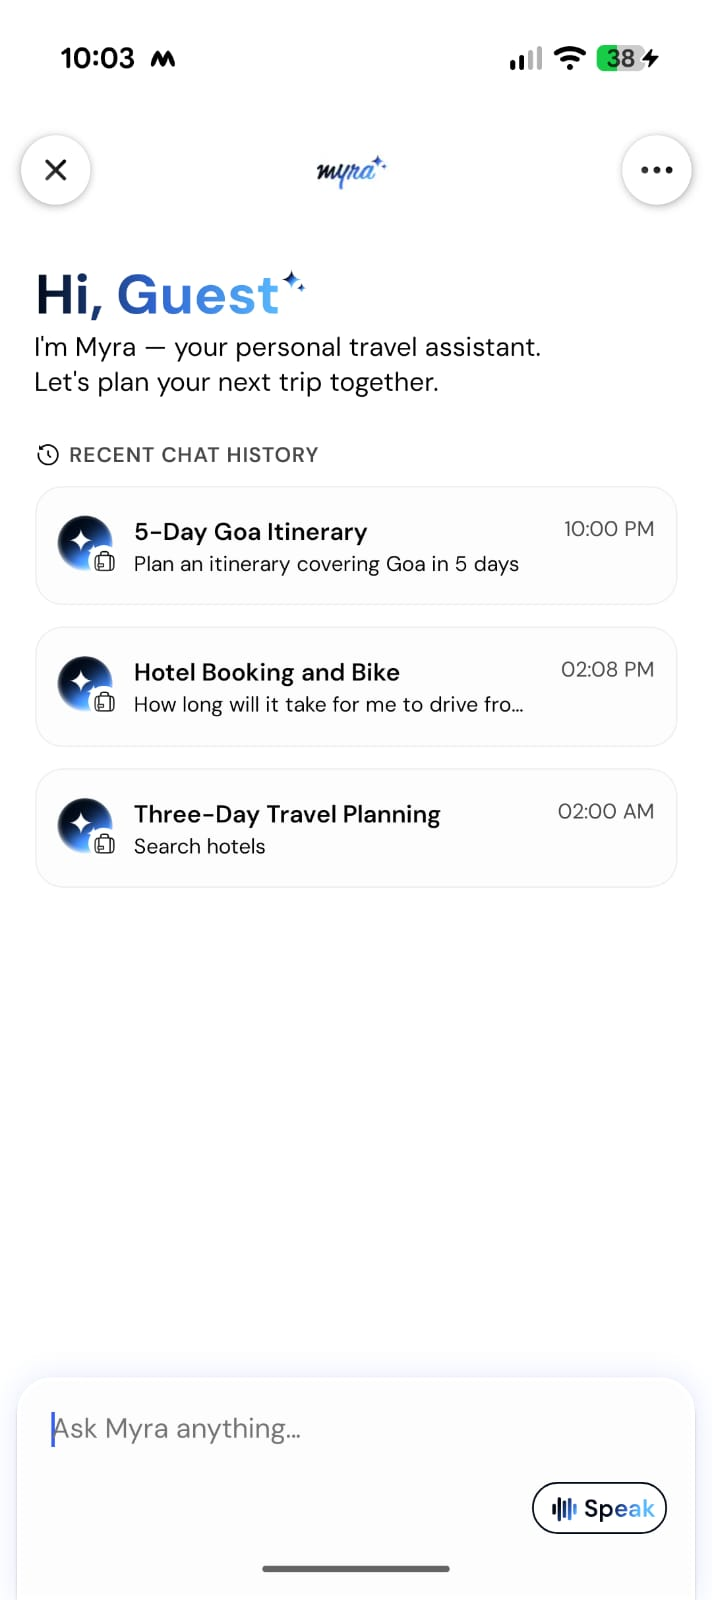 10:03
38
myra
Hi, Guest
I'm Myra — your personal travel assistant.
Let's plan your next trip together.
RECENT CHAT HISTORY
5-Day Goa Itinerary 10:00 PM
Plan an itinerary covering Goa in 5 days
Hotel Booking and Bike 02:08 PM
How long will it take for me to drive fro...
Three-Day Travel Planning 02:00 AM
Search hotels
Ask Myra anything...
Speak